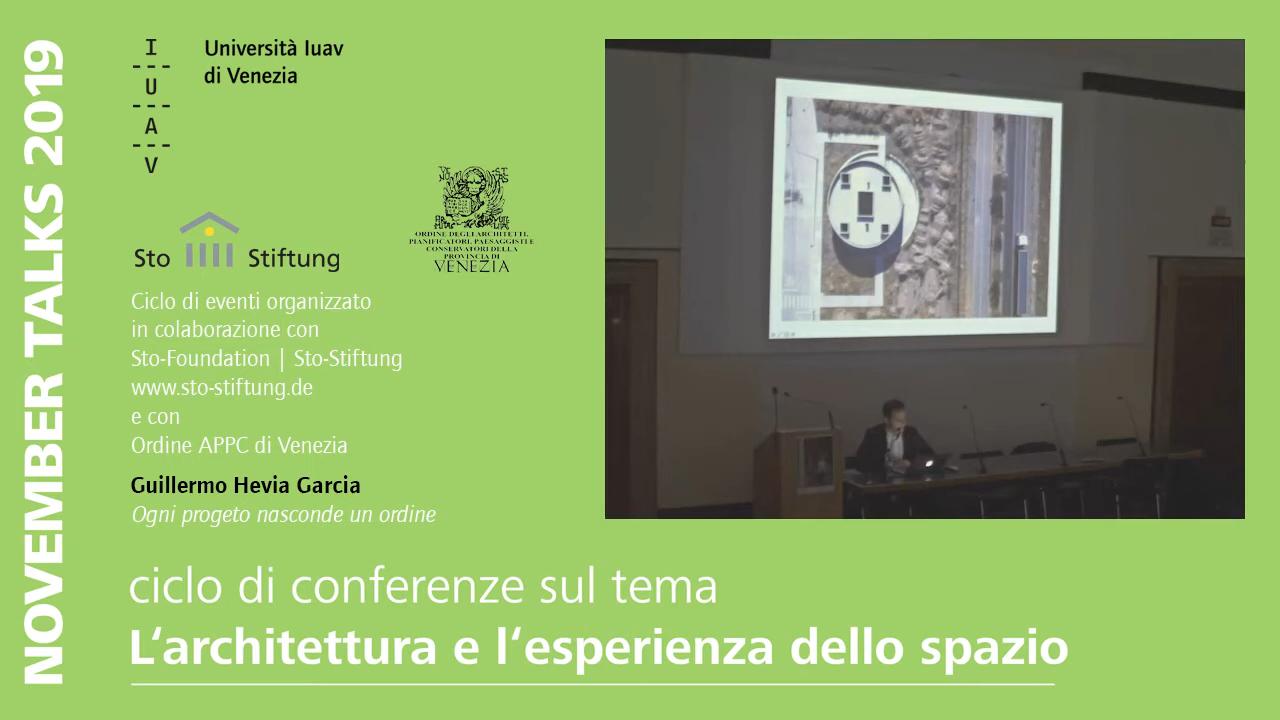 NOVEMBER TALKS 2019
I
U
A
V
Università Iuav
di Venezia
Sto Stiftung
ORDINE DEGLI ARCHITETTI,
PIANIFICATORI, PAESAGGISTI E
CONSERVATORI DELLA
PROVINCIA DI
VENEZIA
Ciclo di eventi organizzato
in colaborazione con
Sto-Foundation | Sto-Stiftung
www.sto-stiftung.de
e con
Ordine APPC di Venezia
Guillermo Hevia Garcia
Ogni progeto nasconde un ordine
ciclo di conferenze sul tema
L‘architettura e l‘esperienza dello spazio